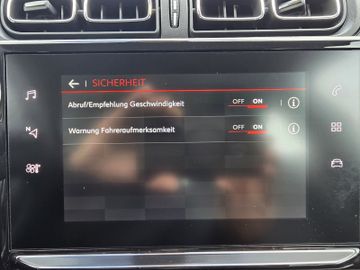 SICHERHEIT
Abruf/Empfehlung Geschwindigkeit OFF ON
Warnung Fahreraufmerksamkeit OFF ON
N